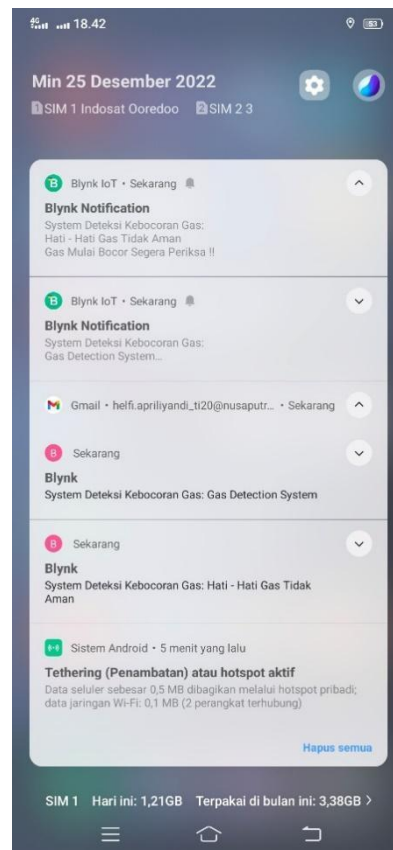 4G 18.42 53
Min 25 Desember 2022
1 SIM 1 Indosat Ooredoo 2 SIM 2 3
Blynk IoT • Sekarang
Blynk Notification
System Deteksi Kebocoran Gas:
Hati - Hati Gas Tidak Aman
Gas Mulai Bocor Segera Periksa !!
Blynk IoT • Sekarang
Blynk Notification
System Deteksi Kebocoran Gas:
Gas Detection System...
Gmail • helfi.apriliyandi_ti20@nusaputr... • Sekarang
B Sekarang
Blynk
System Deteksi Kebocoran Gas: Gas Detection System
B Sekarang
Blynk
System Deteksi Kebocoran Gas: Hati - Hati Gas Tidak
Aman
Sistem Android • 5 menit yang lalu
Tethering (Penambatan) atau hotspot aktif
Data seluler sebesar 0,5 MB dibagikan melalui hotspot pribadi;
data jaringan Wi-Fi: 0,1 MB (2 perangkat terhubung)
Hapus semua
SIM 1 Hari ini: 1,21GB Terpakai di bulan ini: 3,38GB >